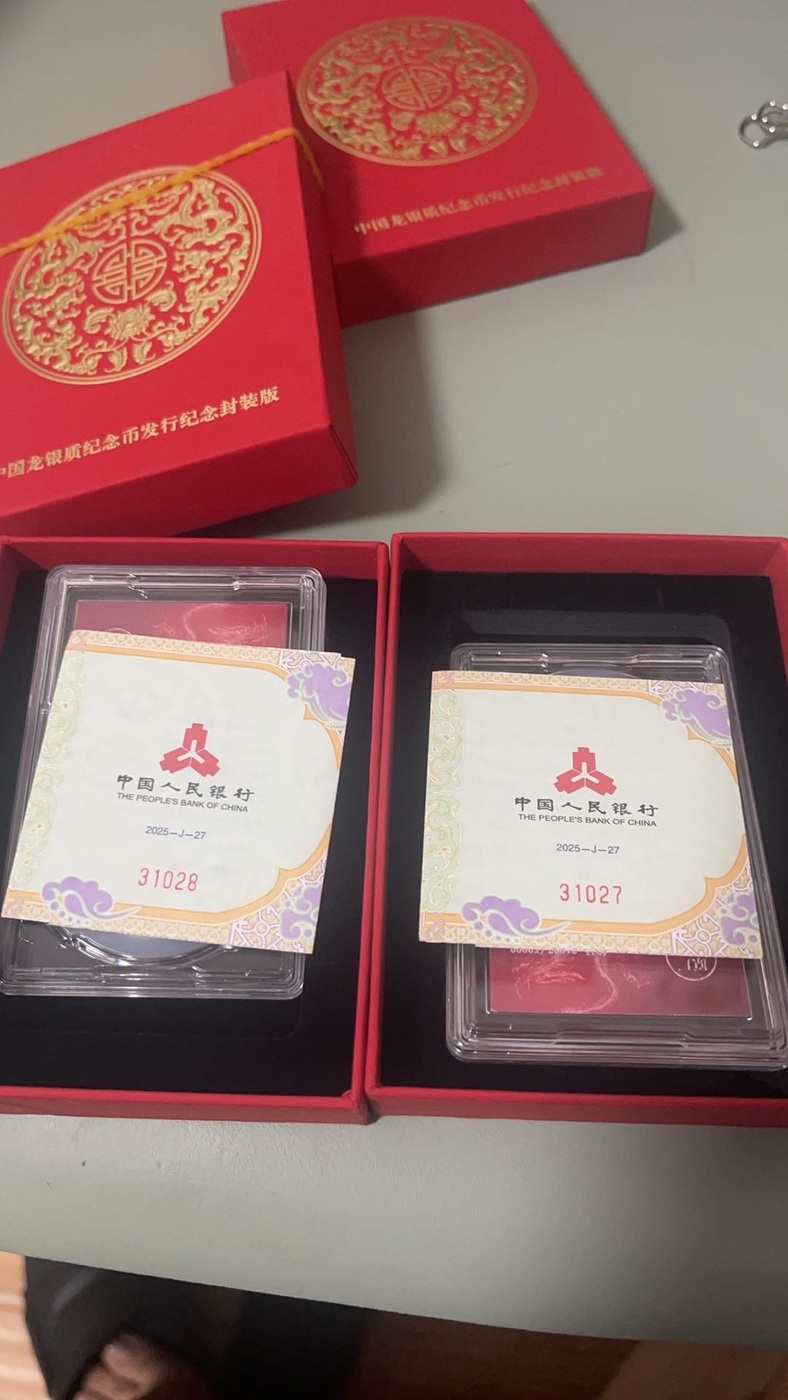 中国龙银质纪念币发行纪念封装版
中国龙银质纪念币发行纪念封装版
中国人民银行
THE PEOPLE'S BANK OF CHINA
2025-J-27
31028
中国人民银行
THE PEOPLE'S BANK OF CHINA
2025-J-27
31027